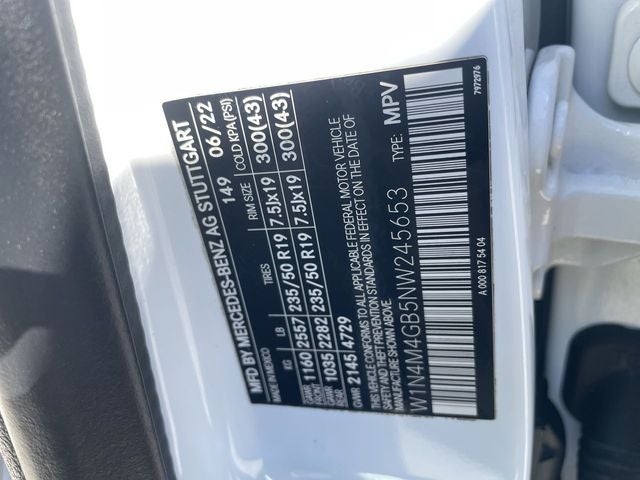 MFD BY MERCEDES-BENZ AG STUTTGART
MADE IN MEXICO 149 06/22
KG LB TIRES RIM SIZE COLD KPA (PSI)
1160 2557 235/50 R19 7.5Jx19 300(43)
1035 2282 235/50 R19 7.5Jx19 300(43)
GVWR 2145 4729
THIS VEHICLE CONFORMS TO ALL APPLICABLE FEDERAL MOTOR VEHICLE
THEFT PREVENTION STANDARDS IN EFFECT ON THE DATE OF
MANUFACTURE SHOWN ABOVE.
W1N4M4GB5NW245653 TYPE: MPV
A 000 817 54 04
7972976